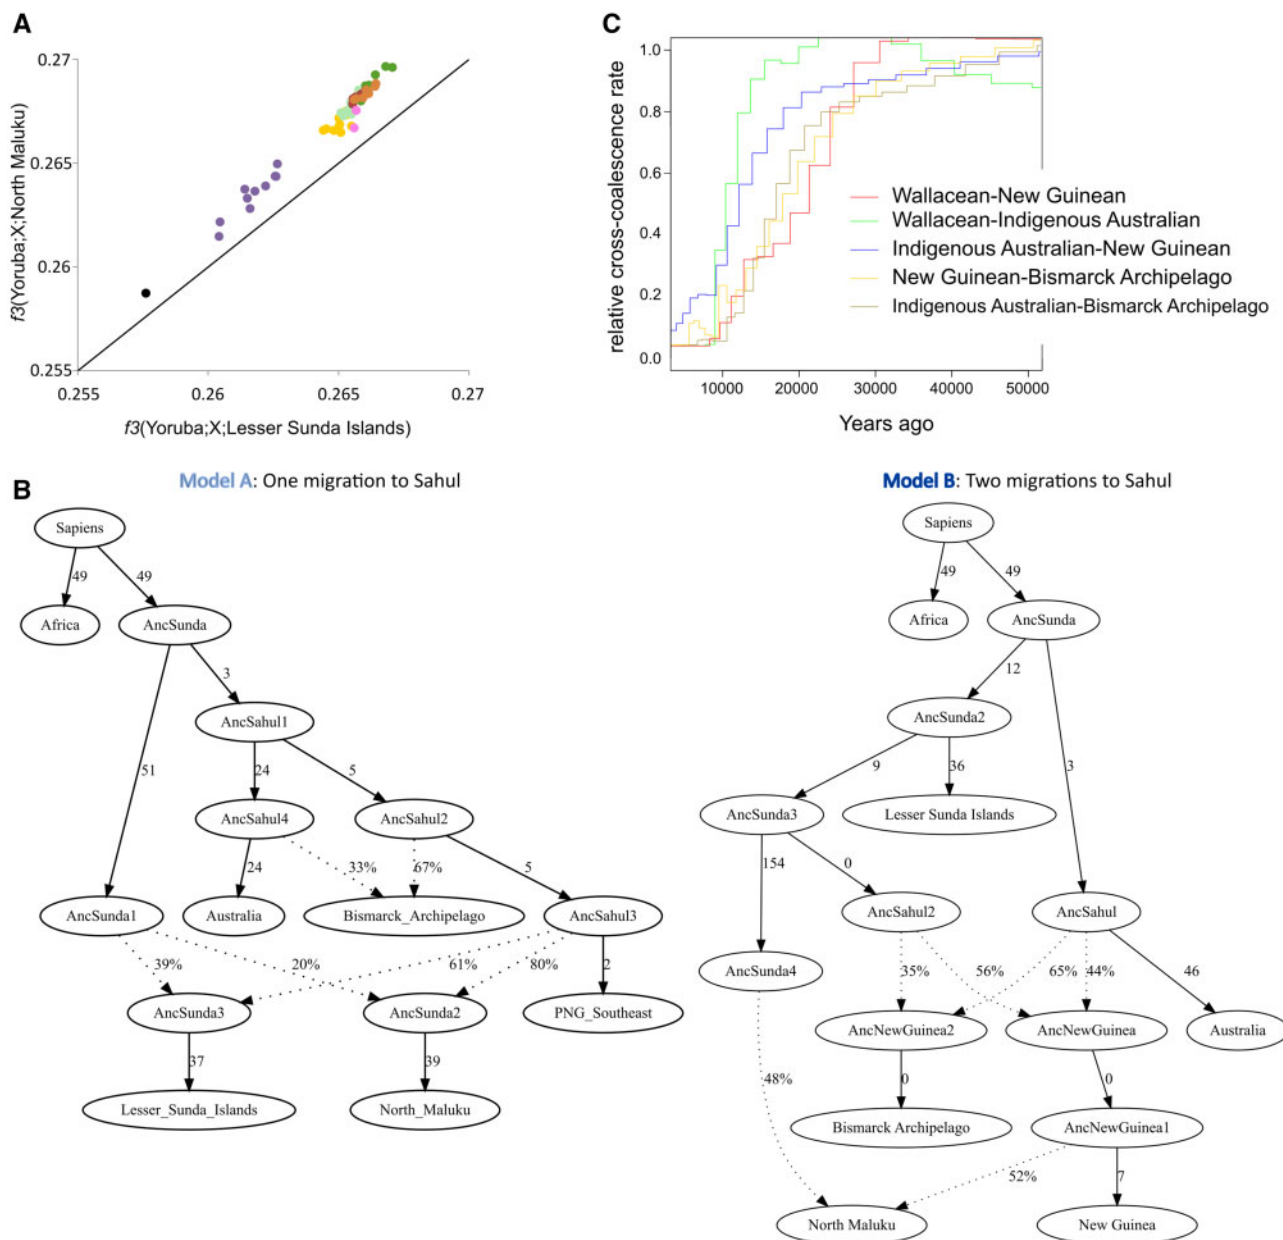 A
0.27
0.265
0.26
0.255
f3(Yoruba;X;North Maluku)
0.255
0.26
0.265
0.27
f3(Yoruba;X;Lesser Sunda Islands)
C
1.0
0.8
0.6
0.4
0.2
0.0
relative cross-coalescence rate
Wallacean-New Guinean
Wallacean-Indigenous Australian
Indigenous Australian-New Guinean
New Guinean-Bismarck Archipelago
Indigenous Australian-Bismarck Archipelago
10000
20000
30000
40000
50000
Years ago
B
Model A: One migration to Sahul
Sapiens
49
49
Africa
AncSunda
3
AncSahul1
51
24
5
AncSahul4
AncSahul2
24
33%
67%
5
AncSunda1
Australia
Bismarck_Archipelago
AncSahul3
39%
20%
61%
80%
2
AncSunda3
AncSunda2
PNG_Southeast
37
39
Lesser_Sunda_Islands
North_Maluku
Model B: Two migrations to Sahul
Sapiens
49
49
Africa
AncSunda
12
AncSunda2
9
36
3
AncSunda3
Lesser Sunda Islands
154
0
AncSahul2
AncSahul
AncSunda4
35%
56%
65%
44%
46
AncNewGuinea2
AncNewGuinea
Australia
48%
0
0
Bismarck Archipelago
AncNewGuinea1
52%
7
North Maluku
New Guinea